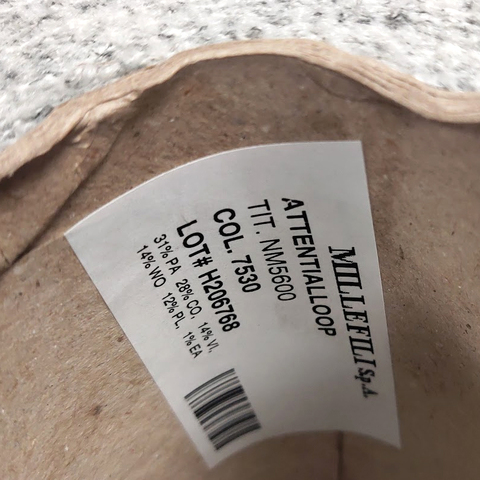 MILLEFILI S.p.A.
ATTENTIALLOOP
TIT. NM5600
COL. 7530
LOT# H206768
31% PA 28% CO, 14% VI,
14% WO 12% PL, 1% EA